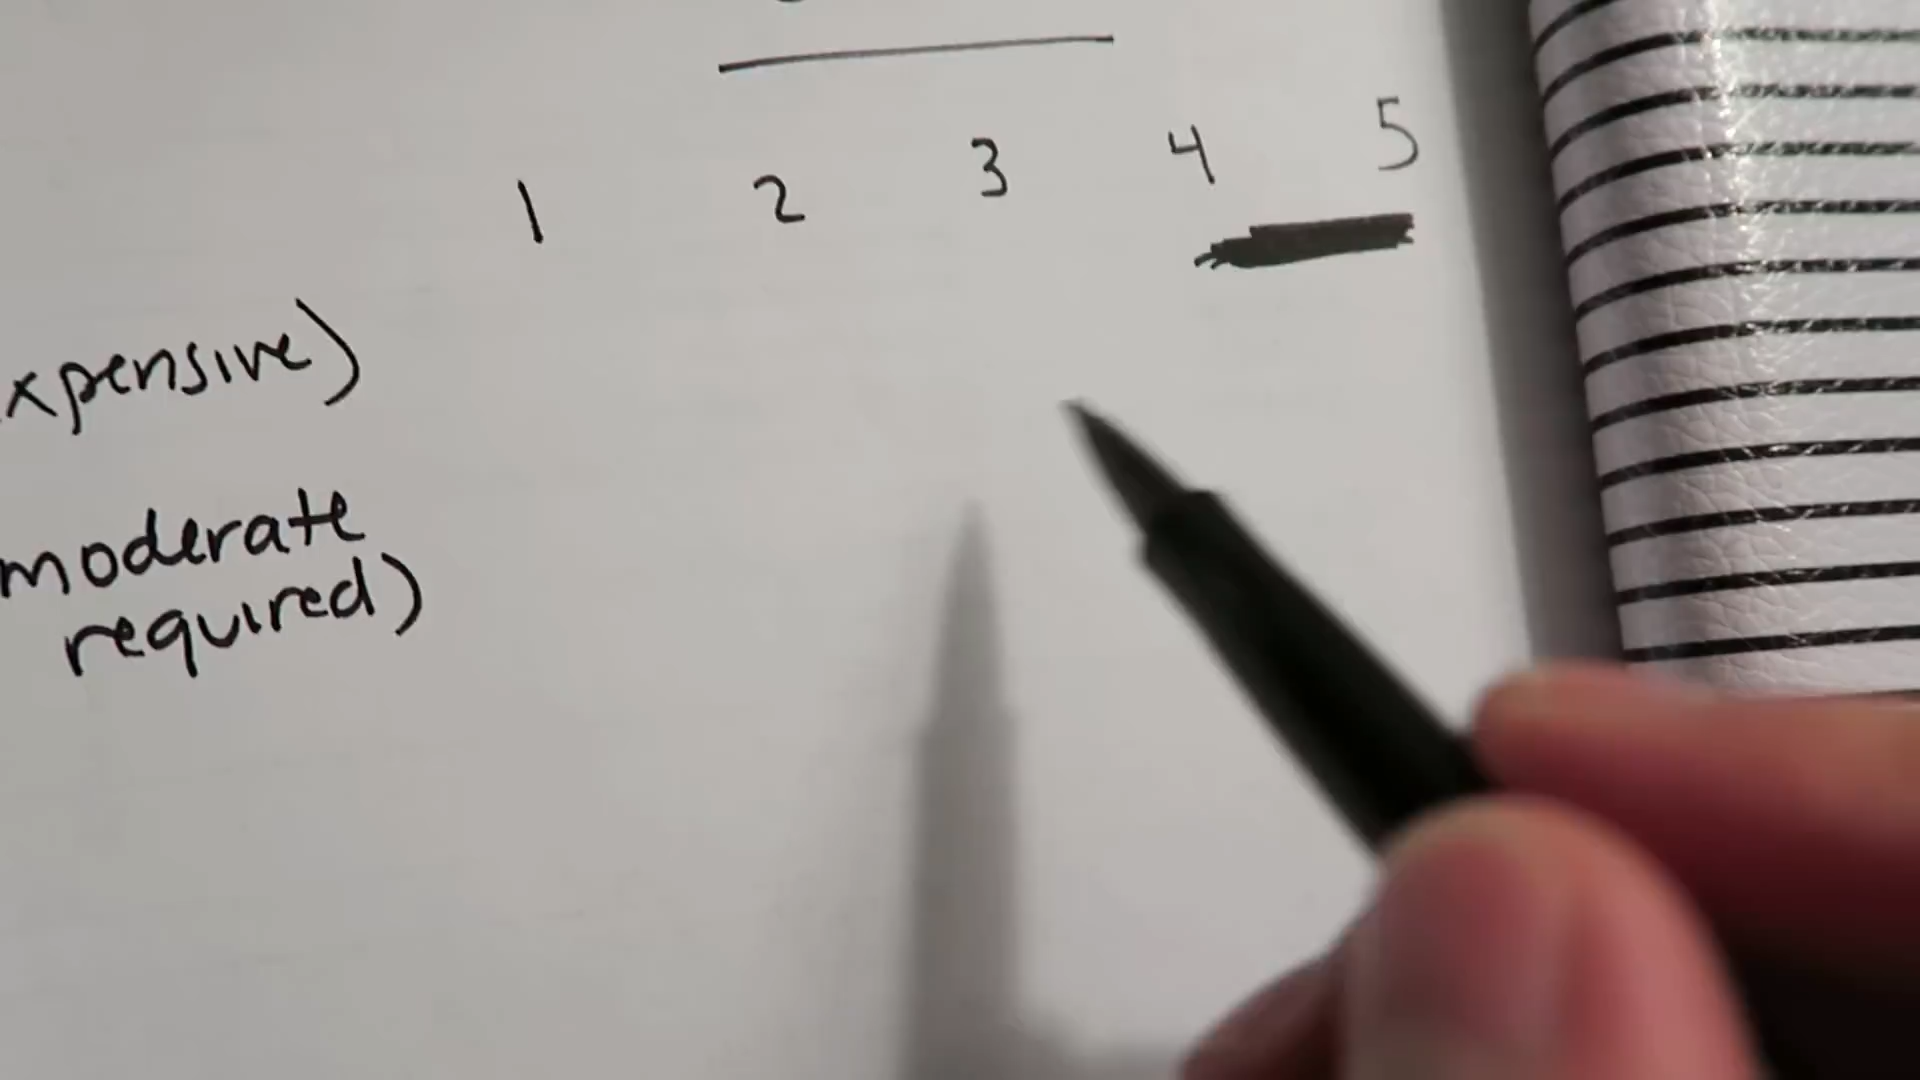 1 2 3 4 5
xpensive)
moderate
required)